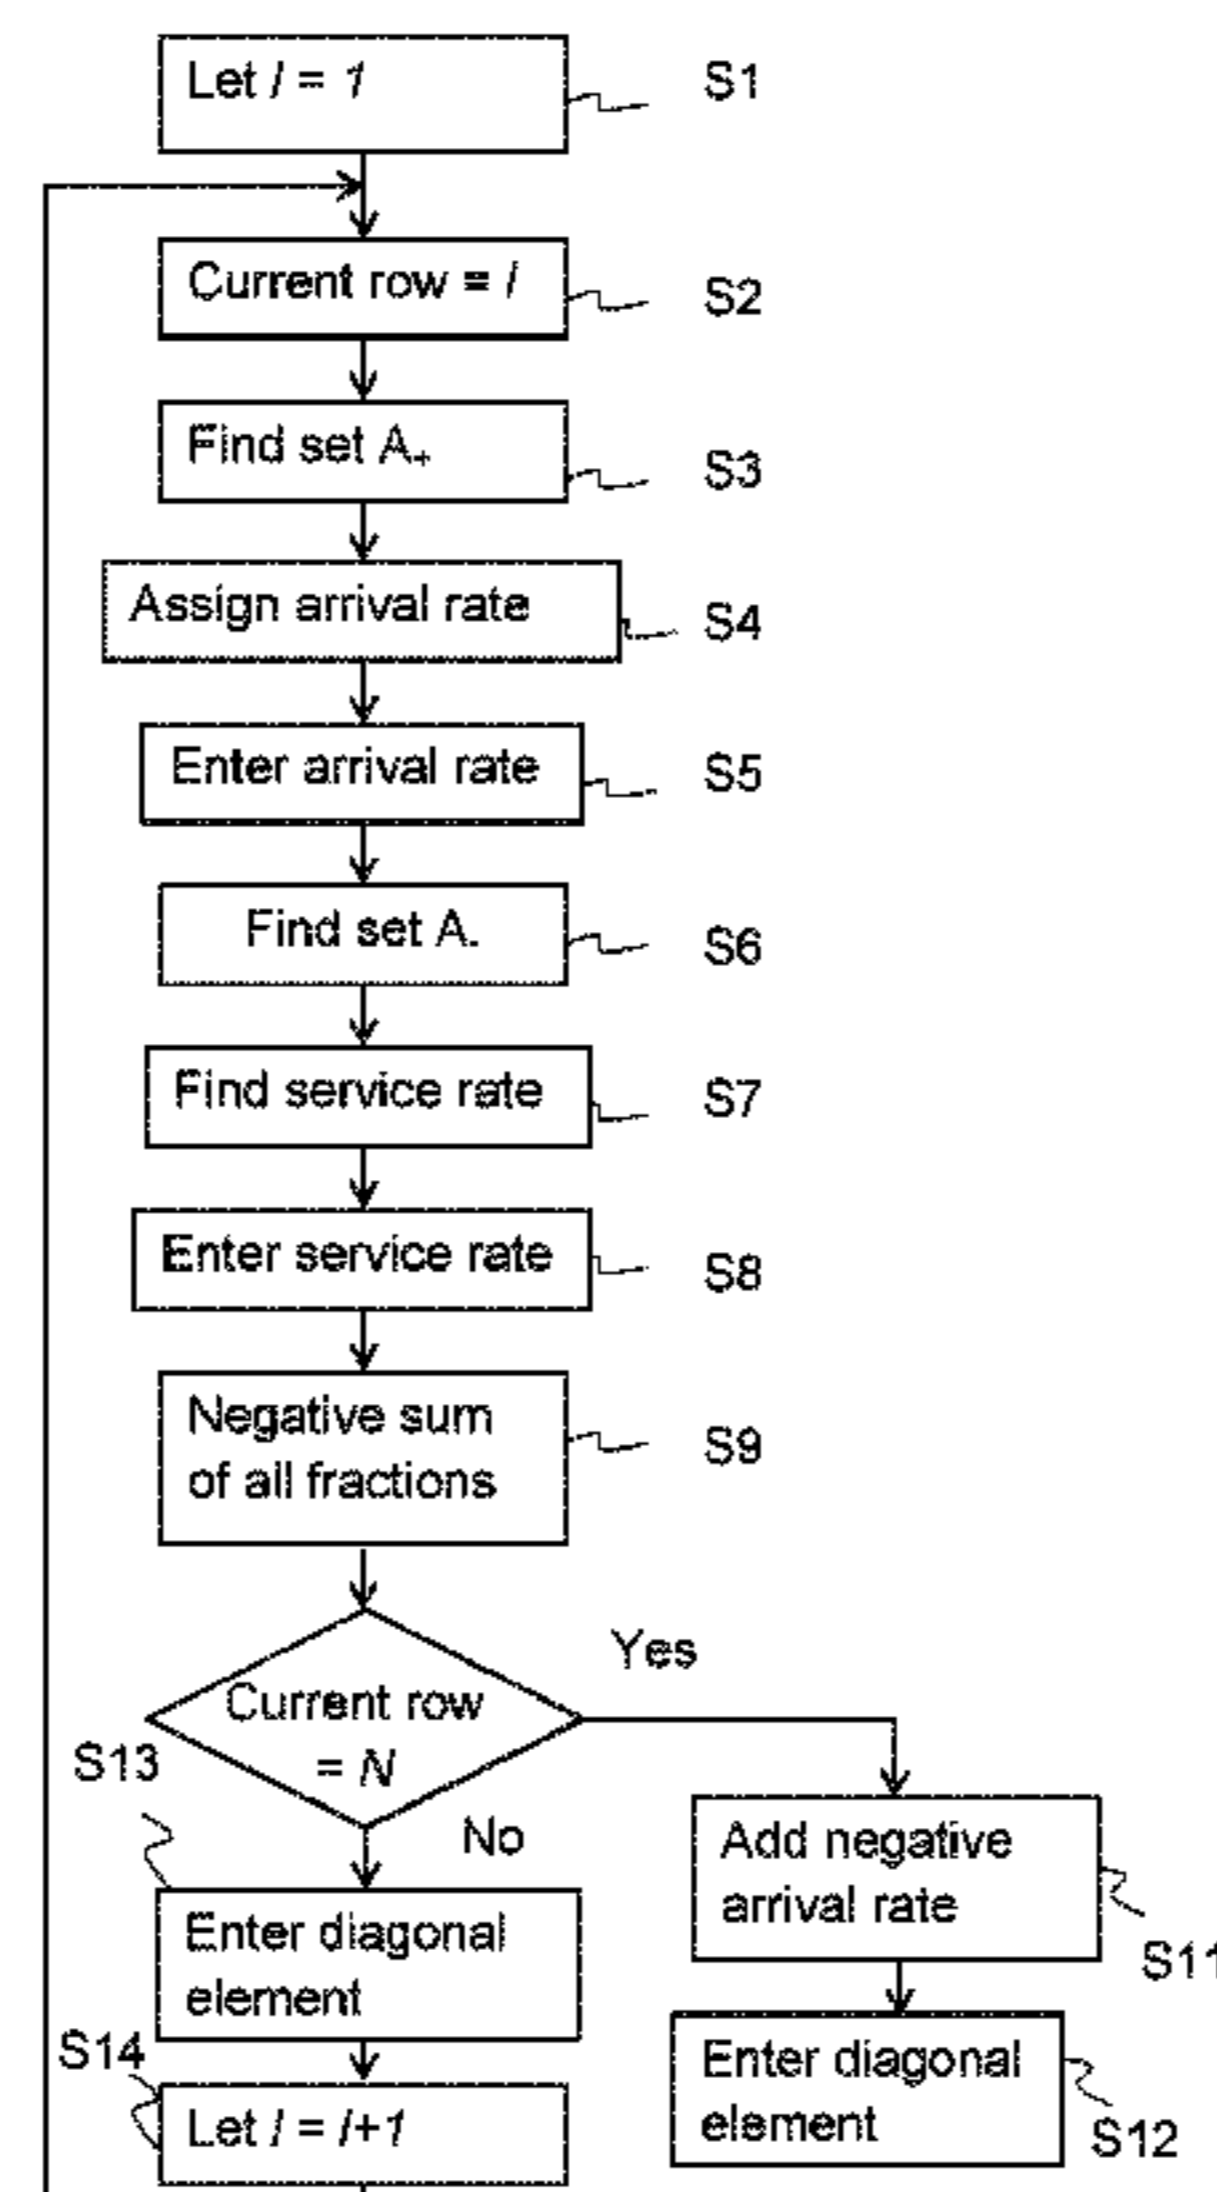 Let I = 1
S1
Current row = I
S2
Find set A+
S3
Assign arrival rate
S4
Enter arrival rate
S5
Find set A-
S6
Find service rate
S7
Enter service rate
S8
Negative sum
of all fractions
S9
Current row
= N
Yes
No
S13
Enter diagonal
element
S14
Let I = I+1
Add negative
arrival rate
S11
Enter diagonal
element
S12